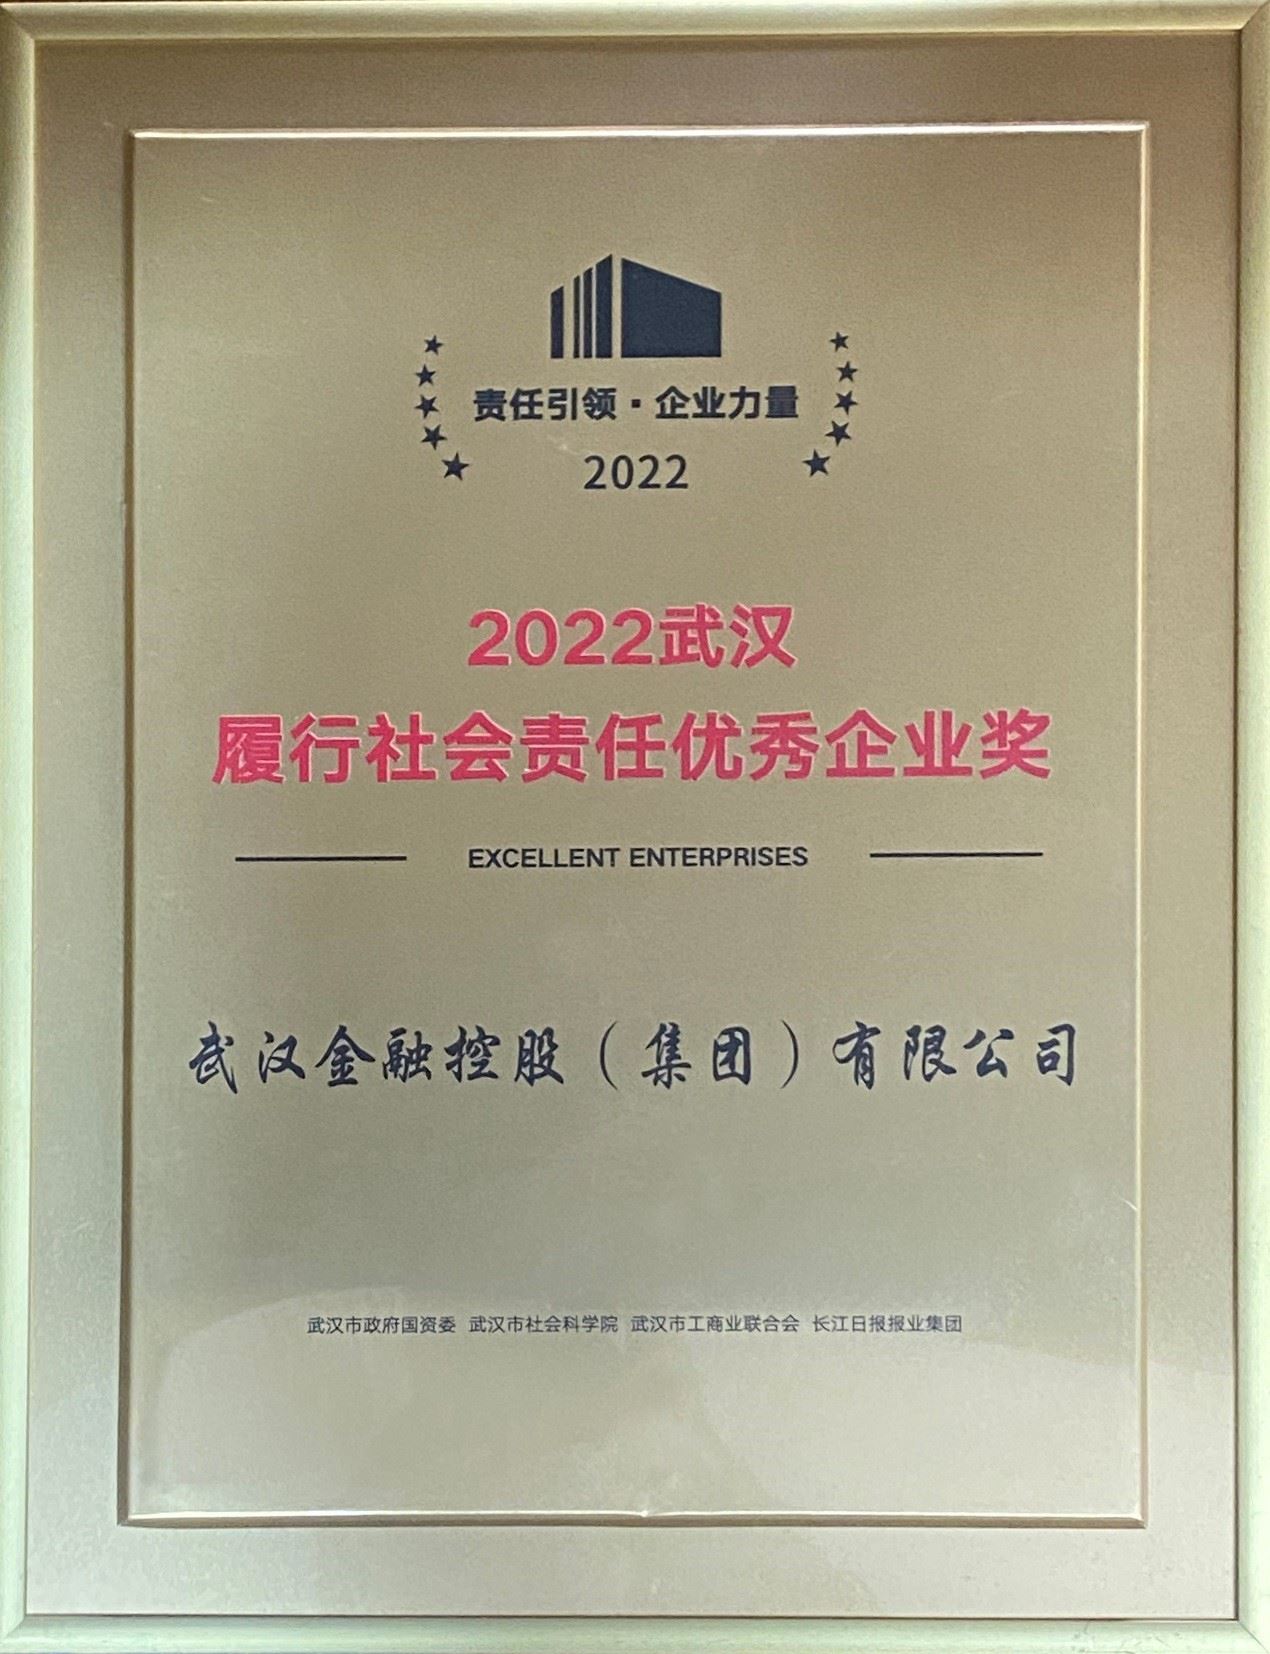 责任引领·企业力量
2022
2022武汉
履行社会责任优秀企业奖
EXCELLENT ENTERPRISES
武汉金融控股（集团）有限公司
武汉市政府国资委 武汉市社会科学院 武汉市工商业联合会 长江日报报业集团